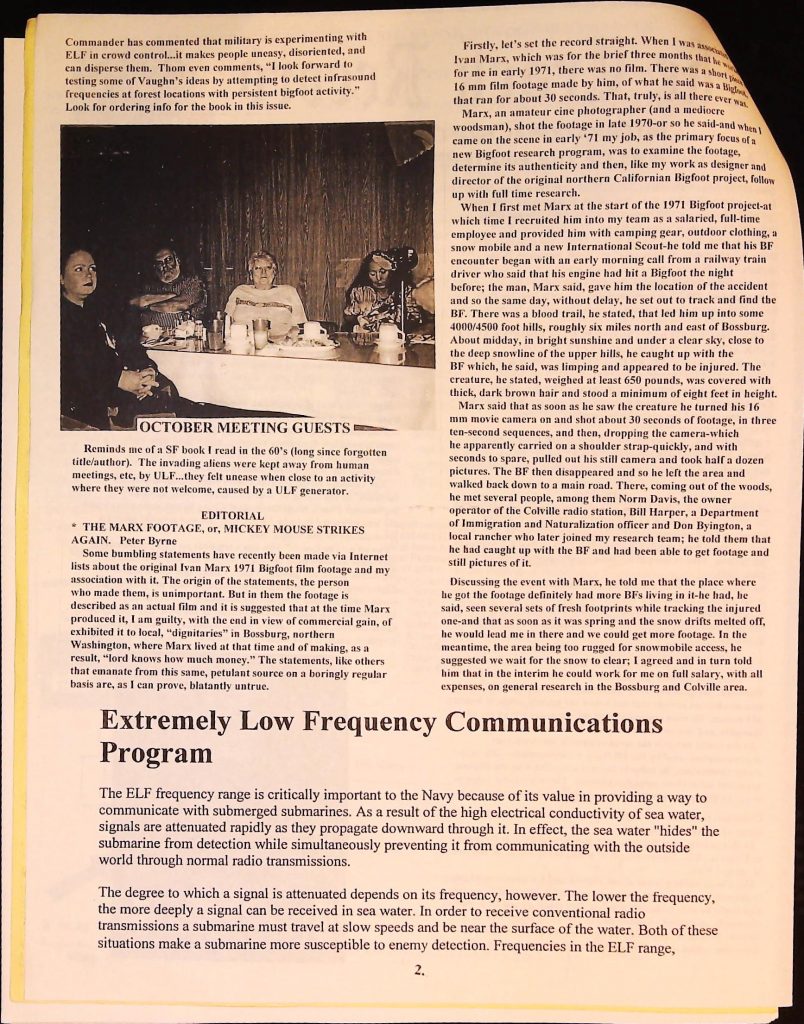 Commander has commented that military is experimenting with
ELF in crowd control...it makes people uneasy, disoriented, and
can disperse them. Thom even comments, "I look forward to
testing some of Vaughn's ideas by attempting to detect infrasound
frequencies at forest locations with persistent bigfoot activity."
Look for ordering info for the book in this issue.
OCTOBER MEETING GUESTS
Reminds me of a SF book I read in the 60's (long since forgotten
title/author). The invading aliens were kept away from human
meetings, etc, by ULF...they felt unease when close to an activity
where they were not welcome, caused by a ULF generator.
EDITORIAL
* THE MARX FOOTAGE, or, MICKEY MOUSE STRIKES
AGAIN. Peter Byrne
Some bumbling statements have recently been made via Internet
lists about the original Ivan Marx 1971 Bigfoot film footage and my
association with it. The origin of the statements, the person
who made them, is unimportant. But in them the footage is
described as an actual film and it is suggested that at the time Marx
produced it, I am guilty, with the end in view of commercial gain, of
exhibited it to local, "dignitaries" in Bossburg, northern
Washington, where Marx lived at that time and of making, as a
result, "lord knows how much money." The statements, like others
that emanate from this same, petulant source on a boringly regular
basis are, as I can prove, blatantly untrue.
Firstly, let's set the record straight. When I was
Ivan Marx, which was for the brief three months that he
for me in early 1971, there was no film. There was a short
16 mm film footage made by him, of what he said was a Bigfoot,
that ran for about 30 seconds. That, truly, is all there ever was.
Marx, an amateur cine photographer (and a mediocre
woodsman), shot the footage in late 1970-or so he said-and when I
came on the scene in early '71 my job, as the primary focus of a
new Bigfoot research program, was to examine the footage,
determine its authenticity and then, like my work as designer and
director of the original northern Californian Bigfoot project, follow
up with full time research.
When I first met Marx at the start of the 1971 Bigfoot project-at
which time I recruited him into my team as a salaried, full-time
employee and provided him with camping gear, outdoor clothing, a
snow mobile and a new International Scout-he told me that his BF
encounter began with an early morning call from a railway train
driver who said that his engine had hit a Bigfoot the night
before; the man, Marx said, gave him the location of the accident
and so the same day, without delay, he set out to track and find the
BF. There was a blood trail, he stated, that led him up into some
4000/4500 foot hills, roughly six miles north and east of Bossburg.
About midday, in bright sunshine and under a clear sky, close to
the deep snowline of the upper hills, he caught up with the
BF which, he said, was limping and appeared to be injured. The
creature, he stated, weighed at least 650 pounds, was covered with
thick, dark brown hair and stood a minimum of eight feet in height.
Marx said that as soon as he saw the creature he turned his 16
mm movie camera on and shot about 30 seconds of footage, in three
ten-second sequences, and then, dropping the camera-which
he apparently carried on a shoulder strap-quickly, and with
seconds to spare, pulled out his still camera and took half a dozen
pictures. The BF then disappeared and so he left the area and
walked back down to a main road. There, coming out of the woods,
he met several people, among them Norm Davis, the owner
operator of the Colville radio station, Bill Harper, a Department
of Immigration and Naturalization officer and Don Byington, a
local rancher who later joined my research team; he told them that
he had caught up with the BF and had been able to get footage and
still pictures of it.
Discussing the event with Marx, he told me that the place where
he got the footage definitely had more BFs living in it-he had, he
said, seen several sets of fresh footprints while tracking the injured
one-and that as soon as it was spring and the snow drifts melted off,
he would lead me in there and we could get more footage. In the
meantime, the area being too rugged for snowmobile access, he
suggested we wait for the snow to clear; I agreed and in turn told
him that in the interim he could work for me on full salary, with all
expenses, on general research in the Bossburg and Colville area.
Extremely Low Frequency Communications
Program
The ELF frequency range is critically important to the Navy because of its value in providing a way to
communicate with submerged submarines. As a result of the high electrical conductivity of sea water,
signals are attenuated rapidly as they propagate downward through it. In effect, the sea water "hides" the
submarine from detection while simultaneously preventing it from communicating with the outside
world through normal radio transmissions.
The degree to which a signal is attenuated depends on its frequency, however. The lower the frequency,
the more deeply a signal can be received in sea water. In order to receive conventional radio
transmissions a submarine must travel at slow speeds and be near the surface of the water. Both of these
situations make a submarine more susceptible to enemy detection. Frequencies in the ELF range,
2.